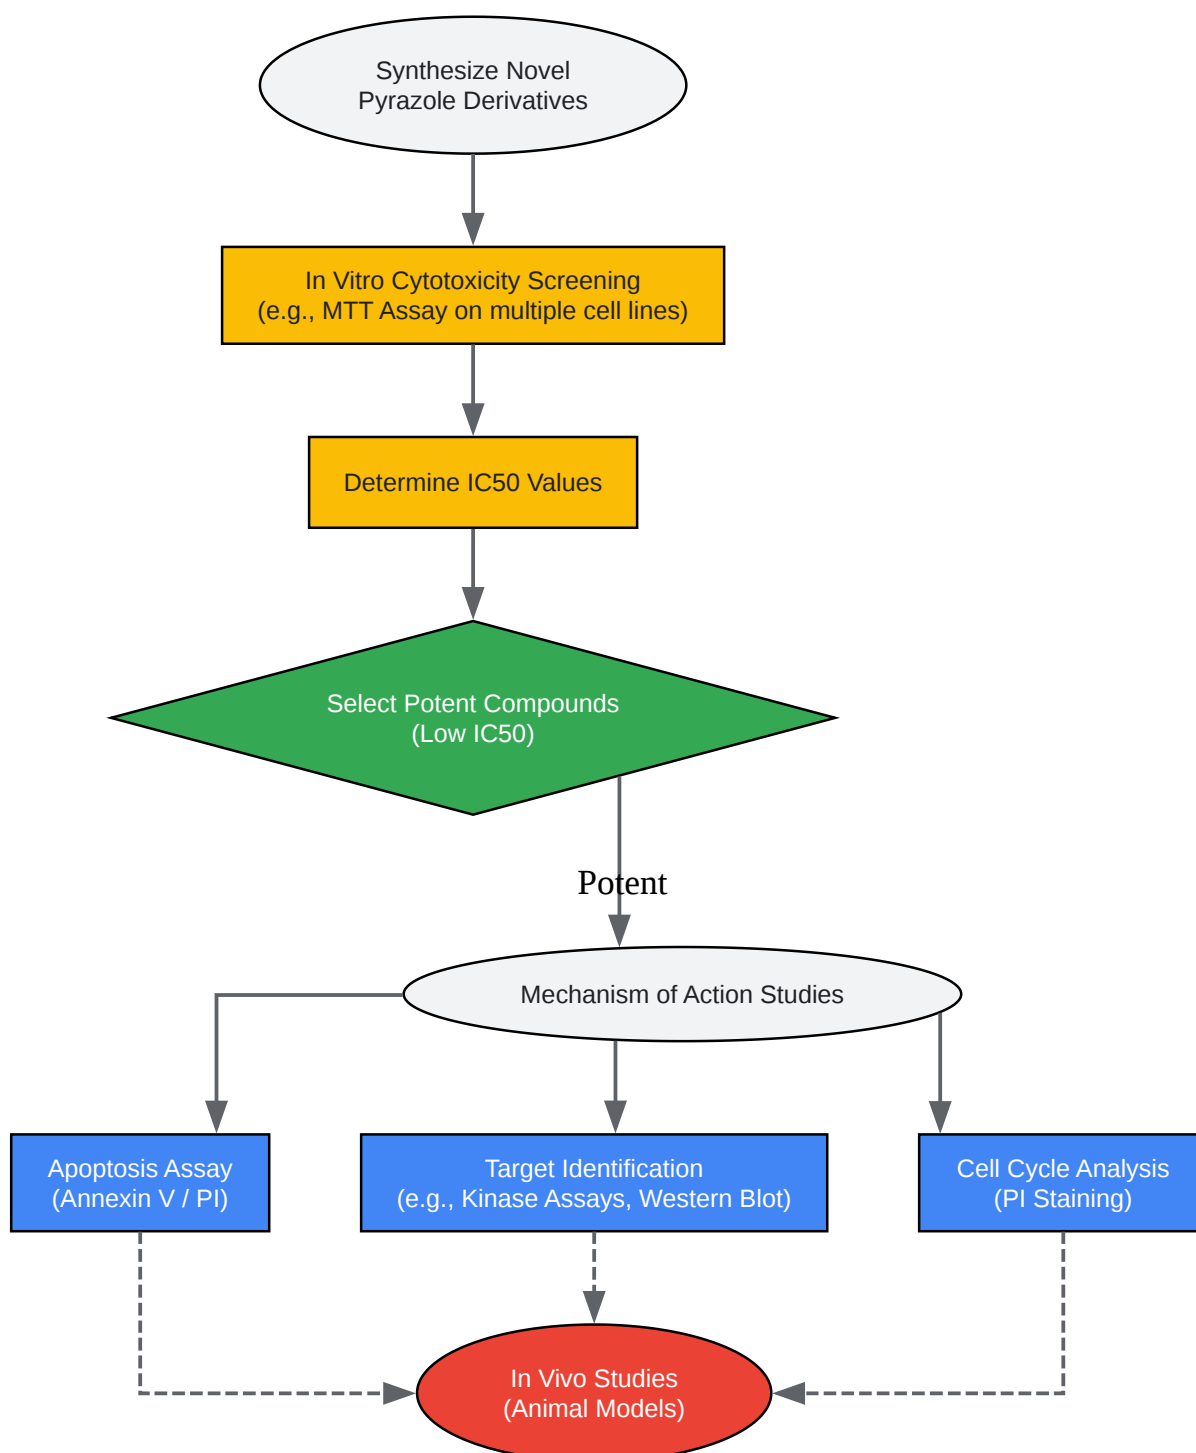 Synthesize Novel
Pyrazole Derivatives
In Vitro Cytotoxicity Screening
(e.g., MTT Assay on multiple cell lines)
Determine IC50 Values
Select Potent Compounds
(Low IC50)
Potent
Mechanism of Action Studies
Apoptosis Assay
(Annexin V / PI)
Target Identification
(e.g., Kinase Assays, Western Blot)
Cell Cycle Analysis
(PI Staining)
In Vivo Studies
(Animal Models)